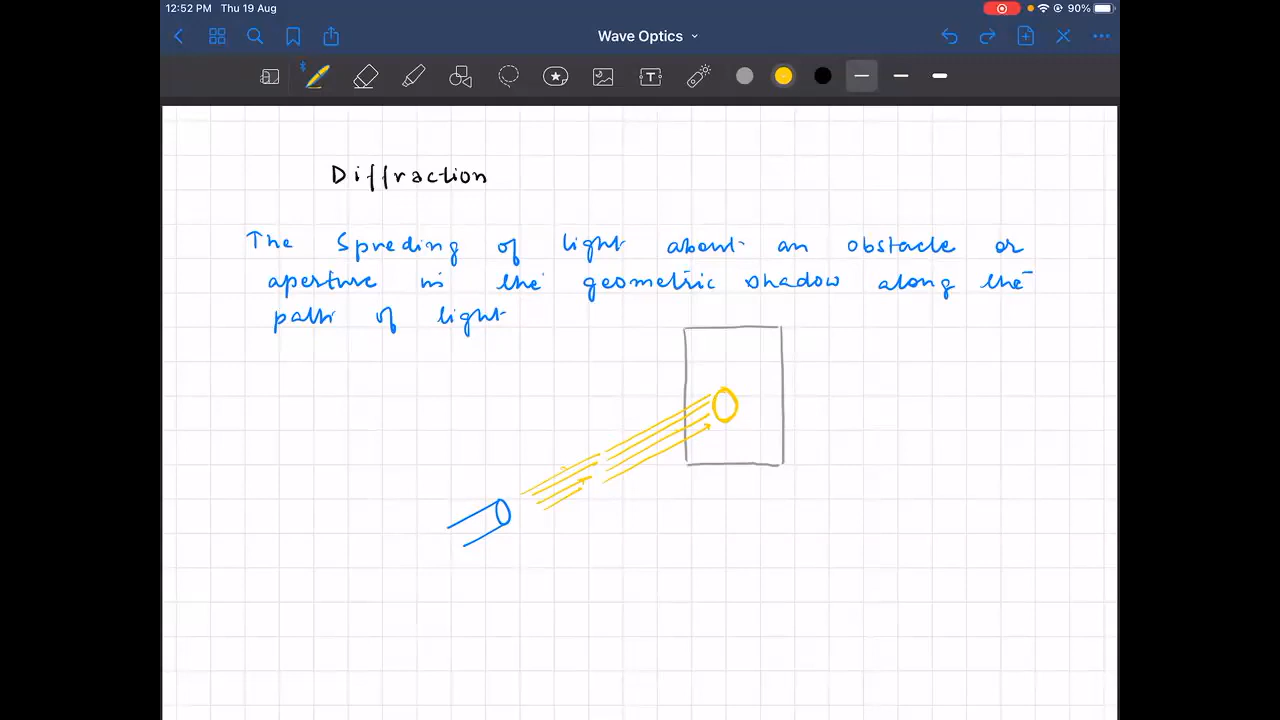 12:52 PM Thu 19 Aug 90%
Wave Optics
T
Diffraction
The Spreding of light about an obstacle or
aperture in the geometric shadow along the
path of light